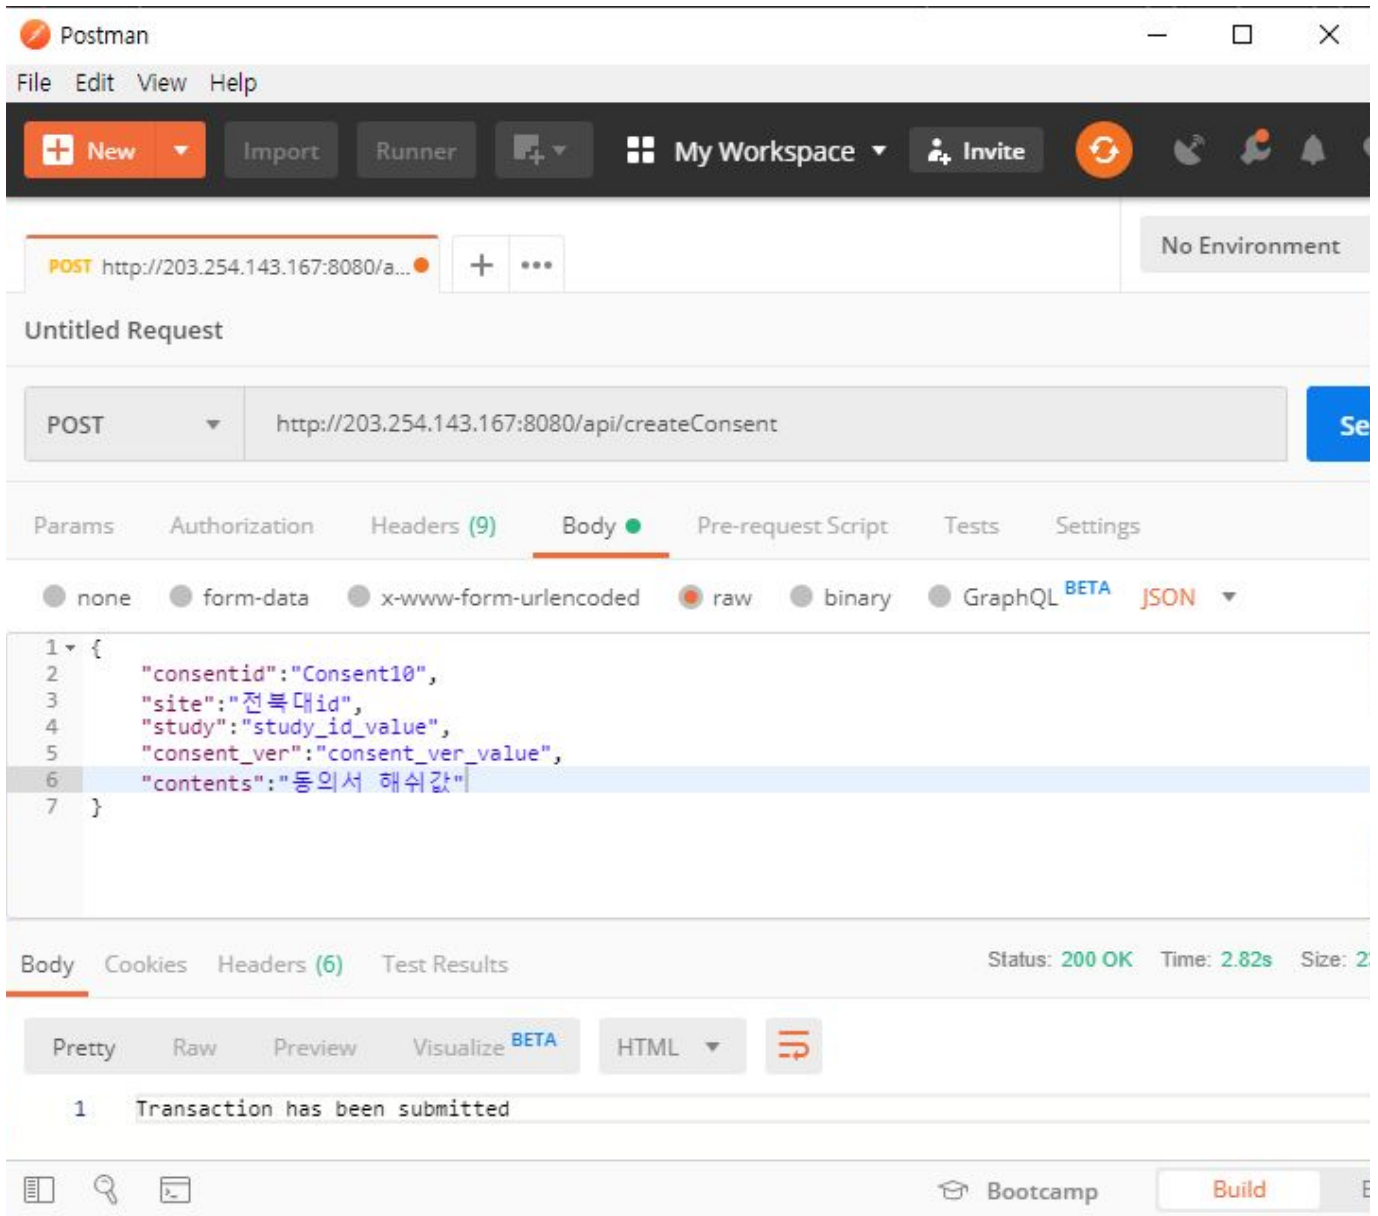 Postman
File Edit View Help
New Import Runner My Workspace Invite
No Environment
POST http://203.254.143.167:8080/a... + •••
Untitled Request
POST http://203.254.143.167:8080/api/createConsent Se
Params Authorization Headers (9) Body Pre-request Script Tests Settings
none form-data x-www-form-urlencoded raw binary GraphQL BETA JSON
1 {
2 "consentid":"Consent10",
3 "site":"전북대id",
4 "study":"study_id_value",
5 "consent_ver":"consent_ver_value",
6 "contents":"동의서 해쉬값"
7 }
Body Cookies Headers (6) Test Results Status: 200 OK Time: 2.82s Size: 2
Pretty Raw Preview Visualize BETA HTML
1 Transaction has been submitted
Bootcamp Build